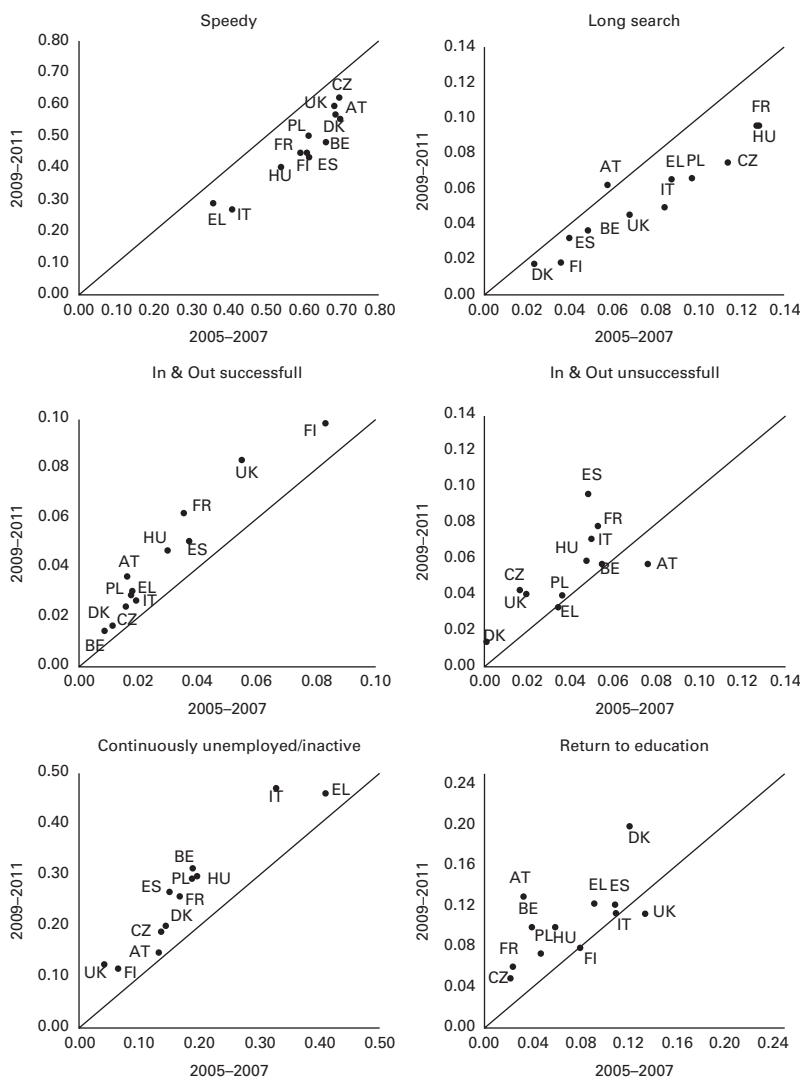 Speedy
0.80
0.70
0.60
0.50
0.40
0.30
0.20
0.10
0.00
2009–2011
CZ
UK
AT
PL
DK
FR
BE
FI
ES
HU
EL
IT
0.00 0.10 0.20 0.30 0.40 0.50 0.60 0.70 0.80
2005–2007
Long search
0.14
0.12
0.10
0.08
0.06
0.04
0.02
0.00
2009–2011
FR
HU
AT
EL
PL
CZ
IT
BE
UK
ES
DK
FI
0.00 0.02 0.04 0.06 0.08 0.10 0.12 0.14
2005–2007
In & Out successfull
0.10
0.08
0.06
0.04
0.02
0.00
2009–2011
FI
UK
FR
HU
ES
AT
PL
EL
IT
DK
CZ
BE
0.00 0.02 0.04 0.06 0.08 0.10
2005–2007
In & Out unsuccessfull
0.14
0.12
0.10
0.08
0.06
0.04
0.02
0.00
2009–2011
ES
FR
IT
HU
BE
AT
CZ
UK
PL
EL
DK
0.00 0.02 0.04 0.06 0.08 0.10 0.12 0.14
2005–2007
Continuously unemployed/inactive
0.50
0.40
0.30
0.20
0.10
0.00
2009–2011
IT
EL
BE
PL
HU
ES
FR
DK
CZ
AT
UK
FI
0.00 0.10 0.20 0.30 0.40 0.50
2005–2007
Return to education
0.24
0.20
0.16
0.12
0.08
0.04
0.00
2009–2011
DK
AT
EL
ES
BE
UK
IT
PL
HU
FR
FI
CZ
0.00 0.04 0.08 0.12 0.16 0.20 0.24
2005–2007